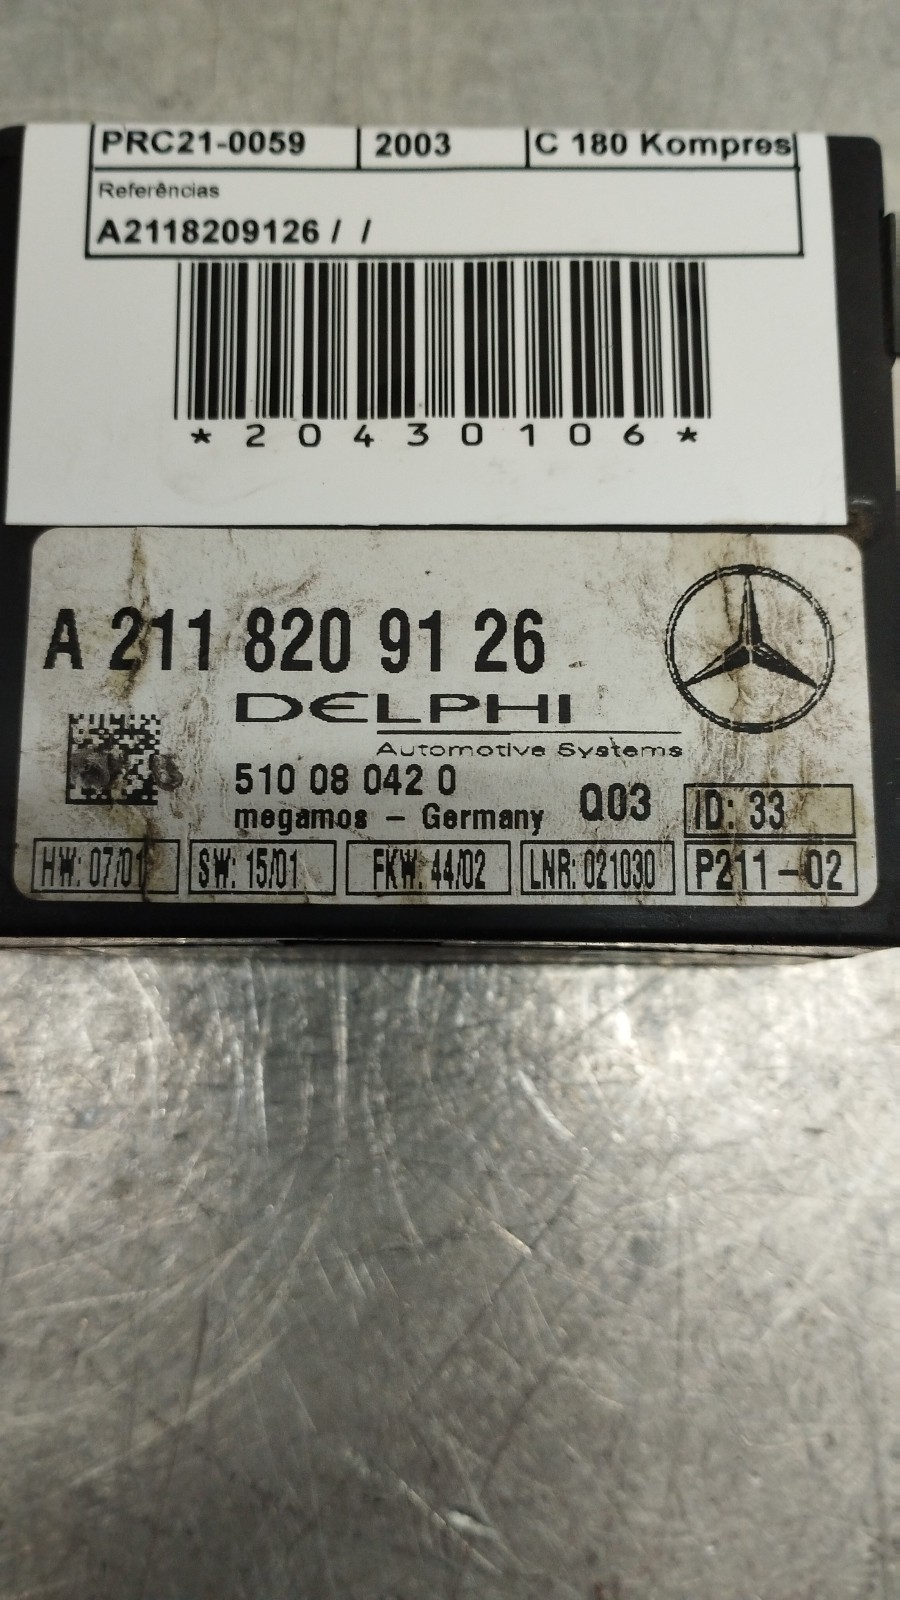 PRC21-0059 2003 C 180 Kompres
Referências
A2118209126 / /
*20430106*
A 211 820 91 26
DELPHI
Automotive Systems
510 08 042 0
megamos - Germany Q03 ID: 33
HW: 07/01 SW: 15/01 FKW: 44/02 LNR: 021030 P211-02